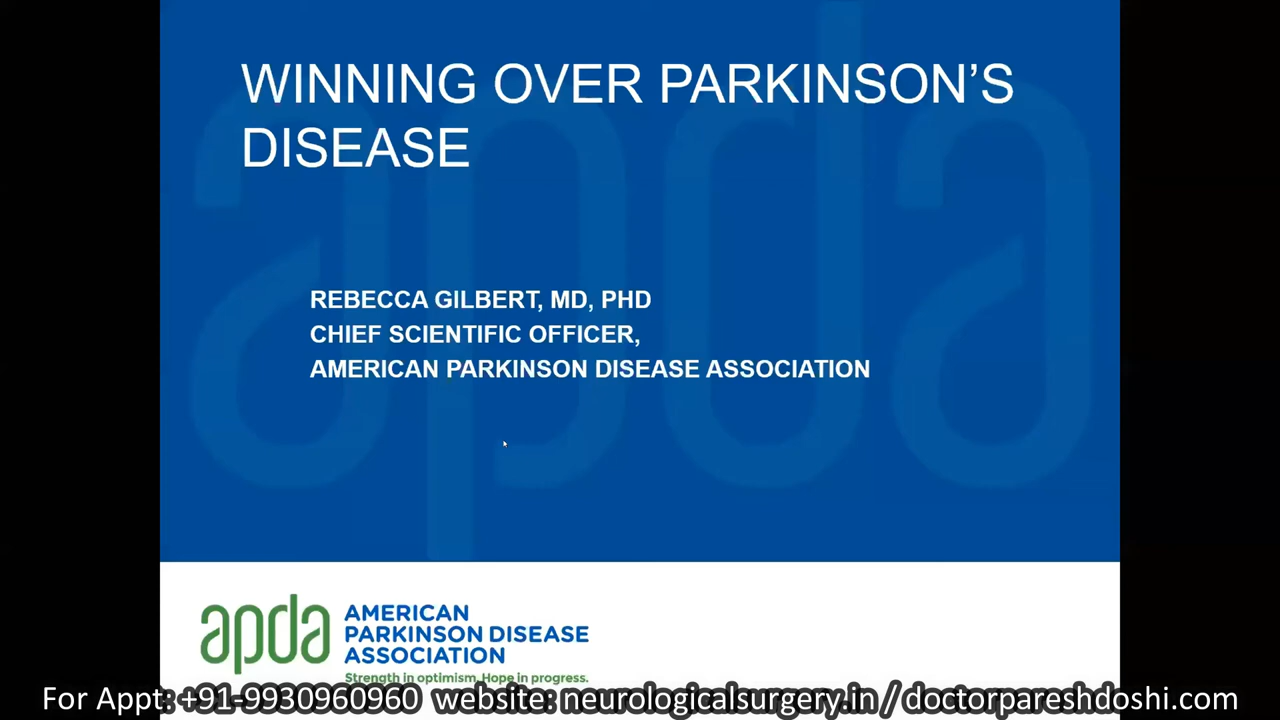 WINNING OVER PARKINSON'S
DISEASE
REBECCA GILBERT, MD, PHD
CHIEF SCIENTIFIC OFFICER,
AMERICAN PARKINSON DISEASE ASSOCIATION
apda
apda AMERICAN
PARKINSON DISEASE
ASSOCIATION
Strength in optimism. Hope in progress.
For Appt: +91-9930960960 website: neurologicalsurgery.in / doctorpareshdoshi.com